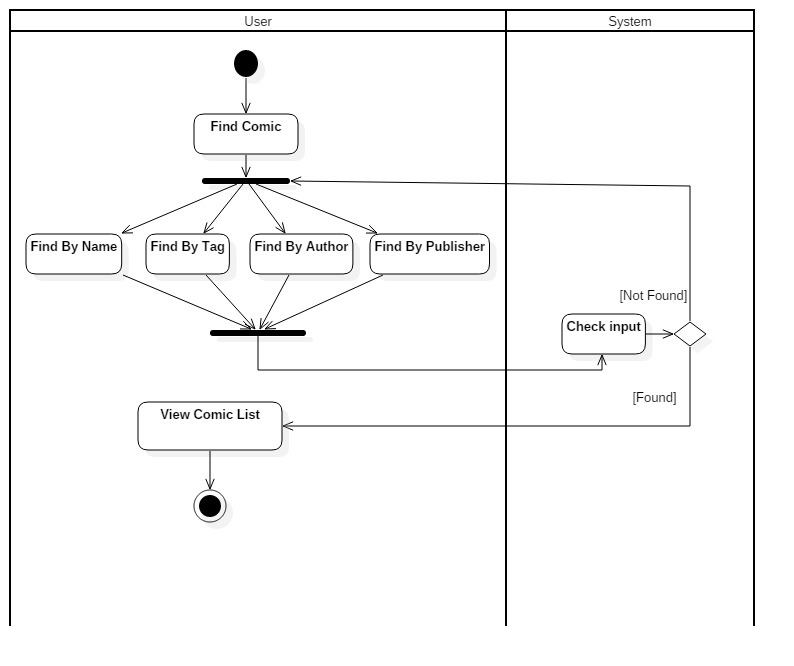 User
System
Find Comic
Find By Name
Find By Tag
Find By Author
Find By Publisher
[Not Found]
Check input
[Found]
View Comic List